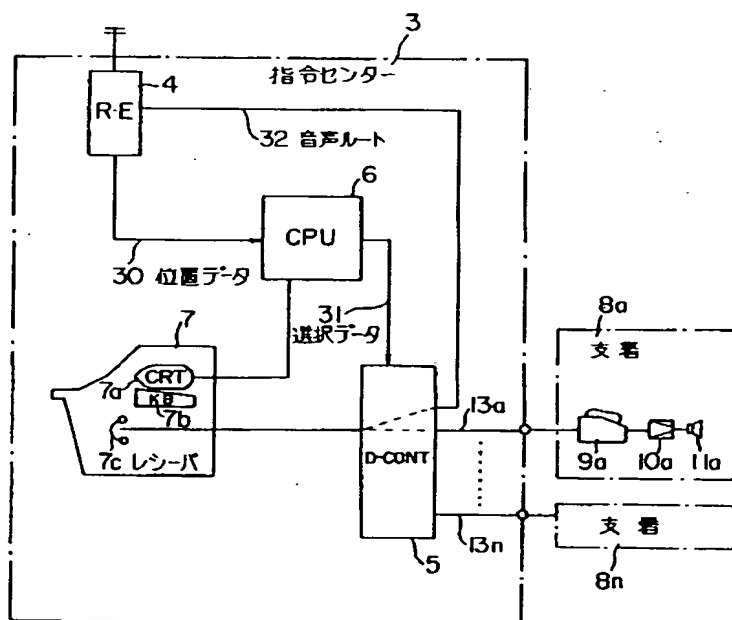 3
指令センター
4
R-E
32 音声ルート
6
CPU
30 位置データ
31
選択データ
7
CRT
7a
KB
7b
7c レシーバ
D-CONT
5
13a
13n
8a
支署
9a
10a
11a
支署
8n